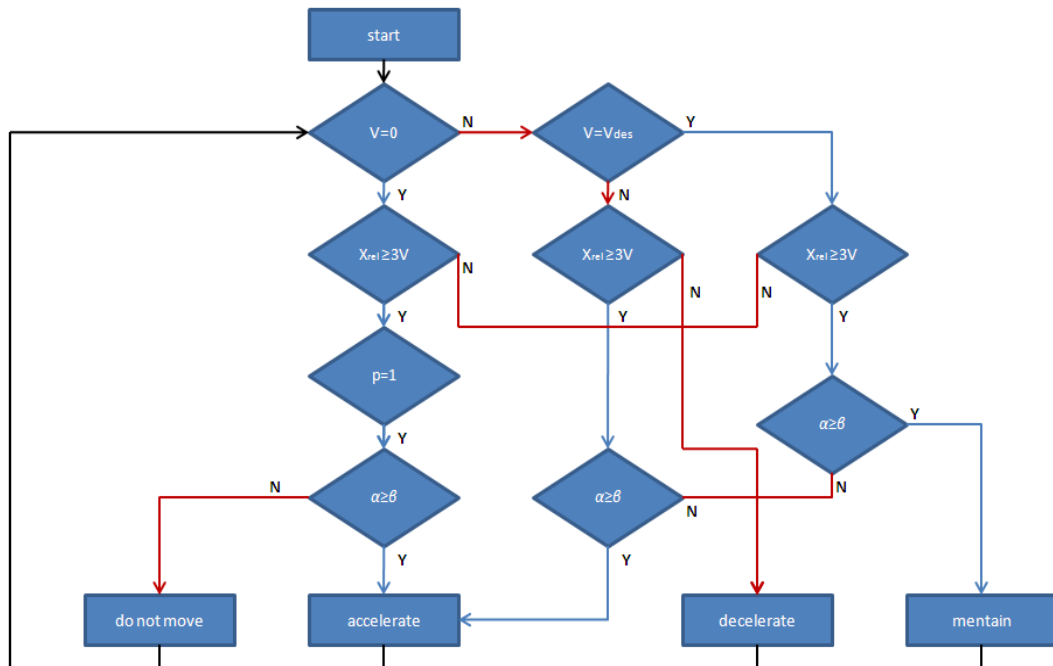 start
V=0
N
V=Vdes
Y
Y
N
Xrel≥3V
N
Xrel≥3V
N
N
Xrel≥3V
Y
Y
Y
p=1
Y
α≥β
Y
N
N
α≥β
α≥β
N
Y
Y
do not move
accelerate
decelerate
mentain